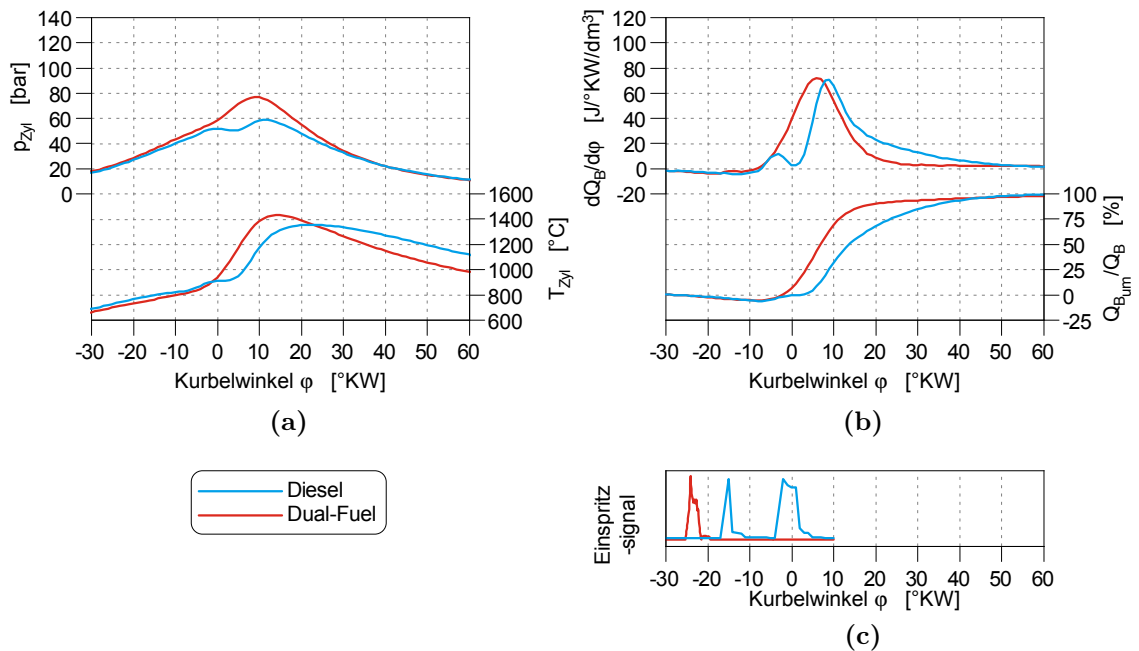 140
120
100
80
60
40
20
0
p_Zyl [bar]
1600
1400
1200
1000
800
600
T_Zyl [°C]
-30 -20 -10 0 10 20 30 40 50 60
Kurbelwinkel φ [°KW]
(a)
120
100
80
60
40
20
0
-20
dQ_B/dφ [J/°KW/dm³]
100
75
50
25
0
-25
Q_B_um/Q_B [%]
-30 -20 -10 0 10 20 30 40 50 60
Kurbelwinkel φ [°KW]
(b)
Diesel
Dual-Fuel
Einspritz
-signal
-30 -20 -10 0 10 20 30 40 50 60
Kurbelwinkel φ [°KW]
(c)